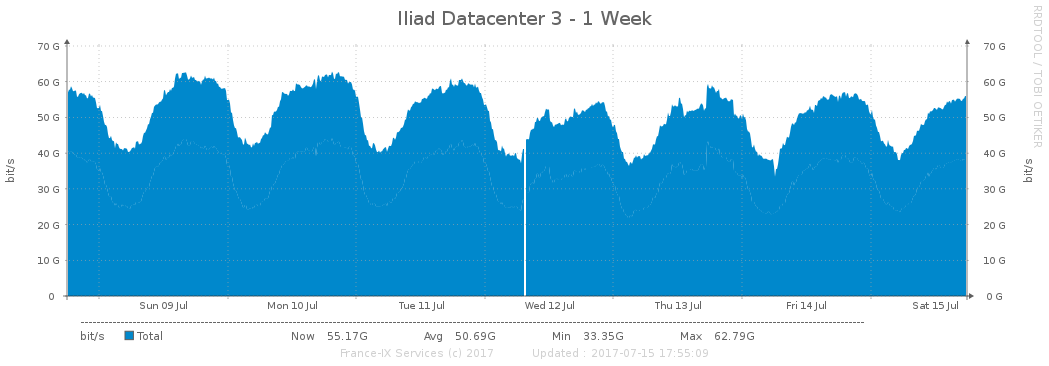 Iliad Datacenter 3 - 1 Week
RRDTOOL / TOBI OETIKER
70 G 70 G
60 G 60 G
50 G 50 G
40 G 40 G
30 G 30 G
20 G 20 G
10 G 10 G
0 0 G
bit/s bit/s
Sun 09 Jul Mon 10 Jul Tue 11 Jul Wed 12 Jul Thu 13 Jul Fri 14 Jul Sat 15 Jul
bit/s Total Now 55.17G Avg 50.69G Min 33.35G Max 62.79G
France-IX Services (c) 2017 Updated : 2017-07-15 17:55:09